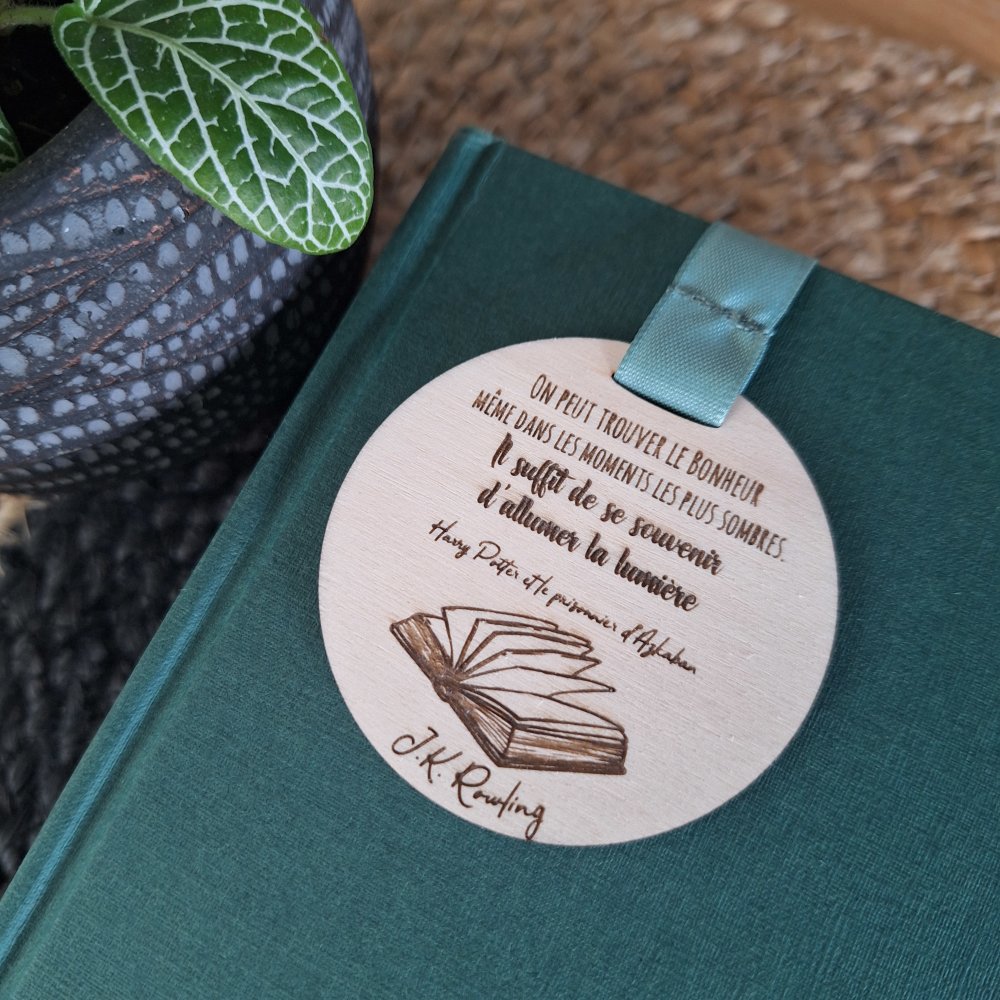 On peut trouver le bonheur
même dans les moments les plus sombres.
Il suffit de se souvenir
d'allumer la lumière
Harry Potter et le prisonnier d'Azkaban
J.K. Rowling